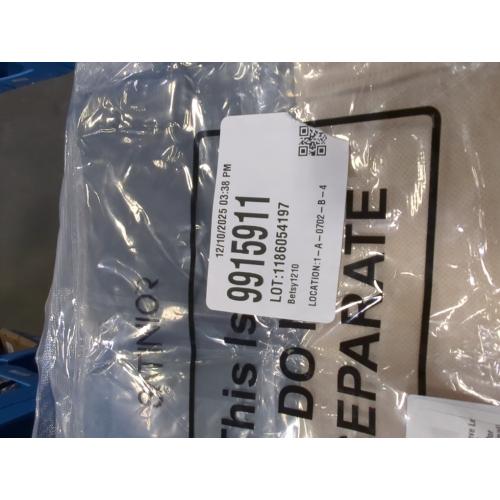 12/10/2025 03:38 PM
9915911
LOT:1186054197
Betsy1210
LOCATION:1-A-0702-B-4
This Is
DO
SEPARATE